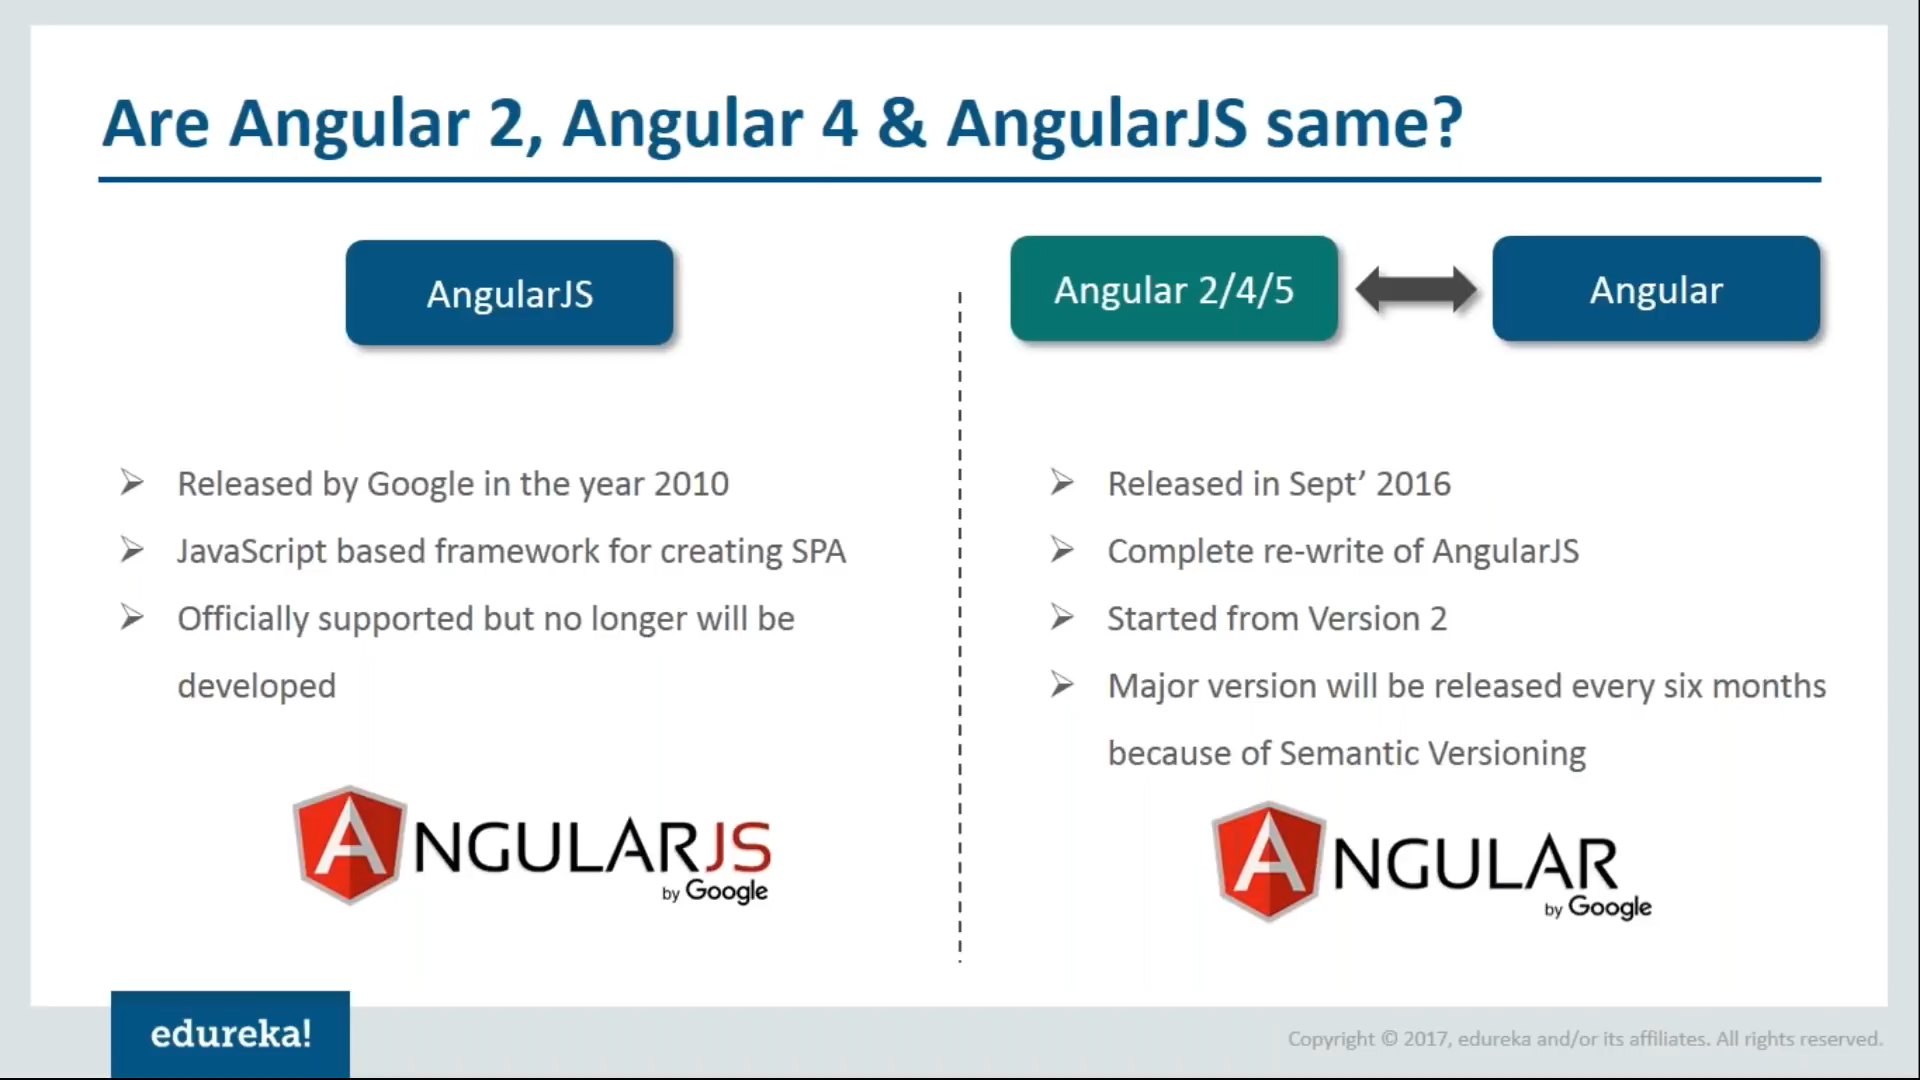 Are Angular 2, Angular 4 & AngularJS same?
AngularJS
Released by Google in the year 2010
JavaScript based framework for creating SPA
Officially supported but no longer will be
developed
ANGULARJS
by Google
Angular 2/4/5
Angular
Released in Sept’ 2016
Complete re-write of AngularJS
Started from Version 2
Major version will be released every six months
because of Semantic Versioning
ANGULAR
by Google
edureka!
Copyright © 2017, edureka and/or its affiliates. All rights reserved.